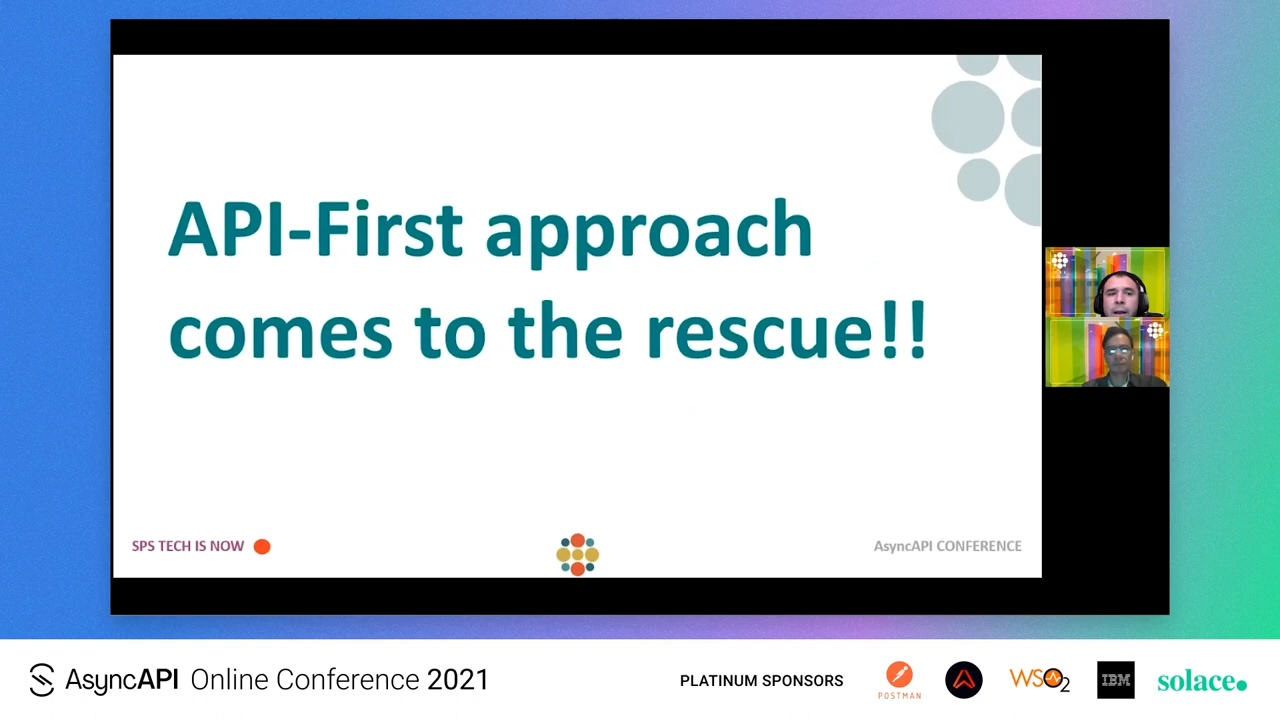 API-First approach
comes to the rescue!!
SPS TECH IS NOW
AsyncAPI CONFERENCE
AsyncAPI Online Conference 2021
PLATINUM SPONSORS
POSTMAN
WSO2
IBM
solace.